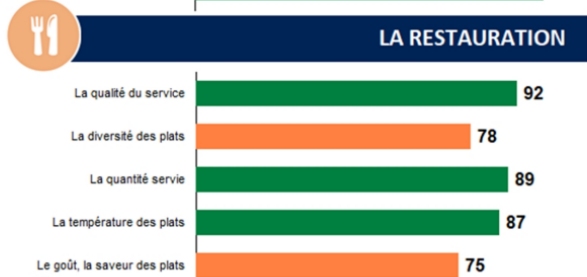 LA RESTAURATION
La qualité du service 92
La diversité des plats 78
La quantité servie 89
La température des plats 87
Le goût, la saveur des plats 75